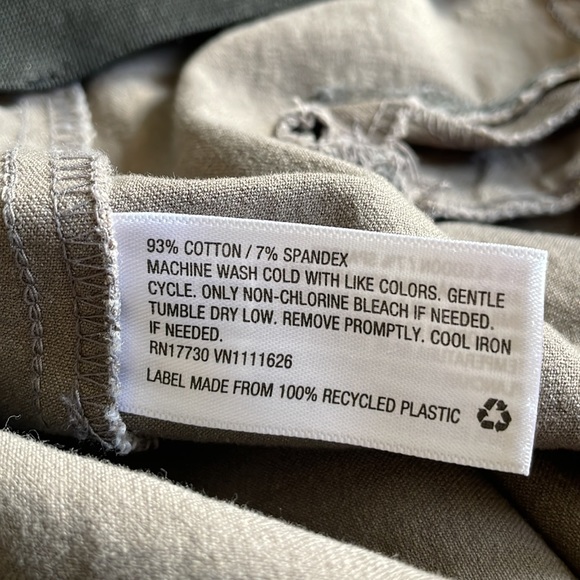 93% COTTON / 7% SPANDEX
MACHINE WASH COLD WITH LIKE COLORS. GENTLE
CYCLE. ONLY NON-CHLORINE BLEACH IF NEEDED.
TUMBLE DRY LOW. REMOVE PROMPTLY. COOL IRON
IF NEEDED.
RN17730 VN1111626
LABEL MADE FROM 100% RECYCLED PLASTIC